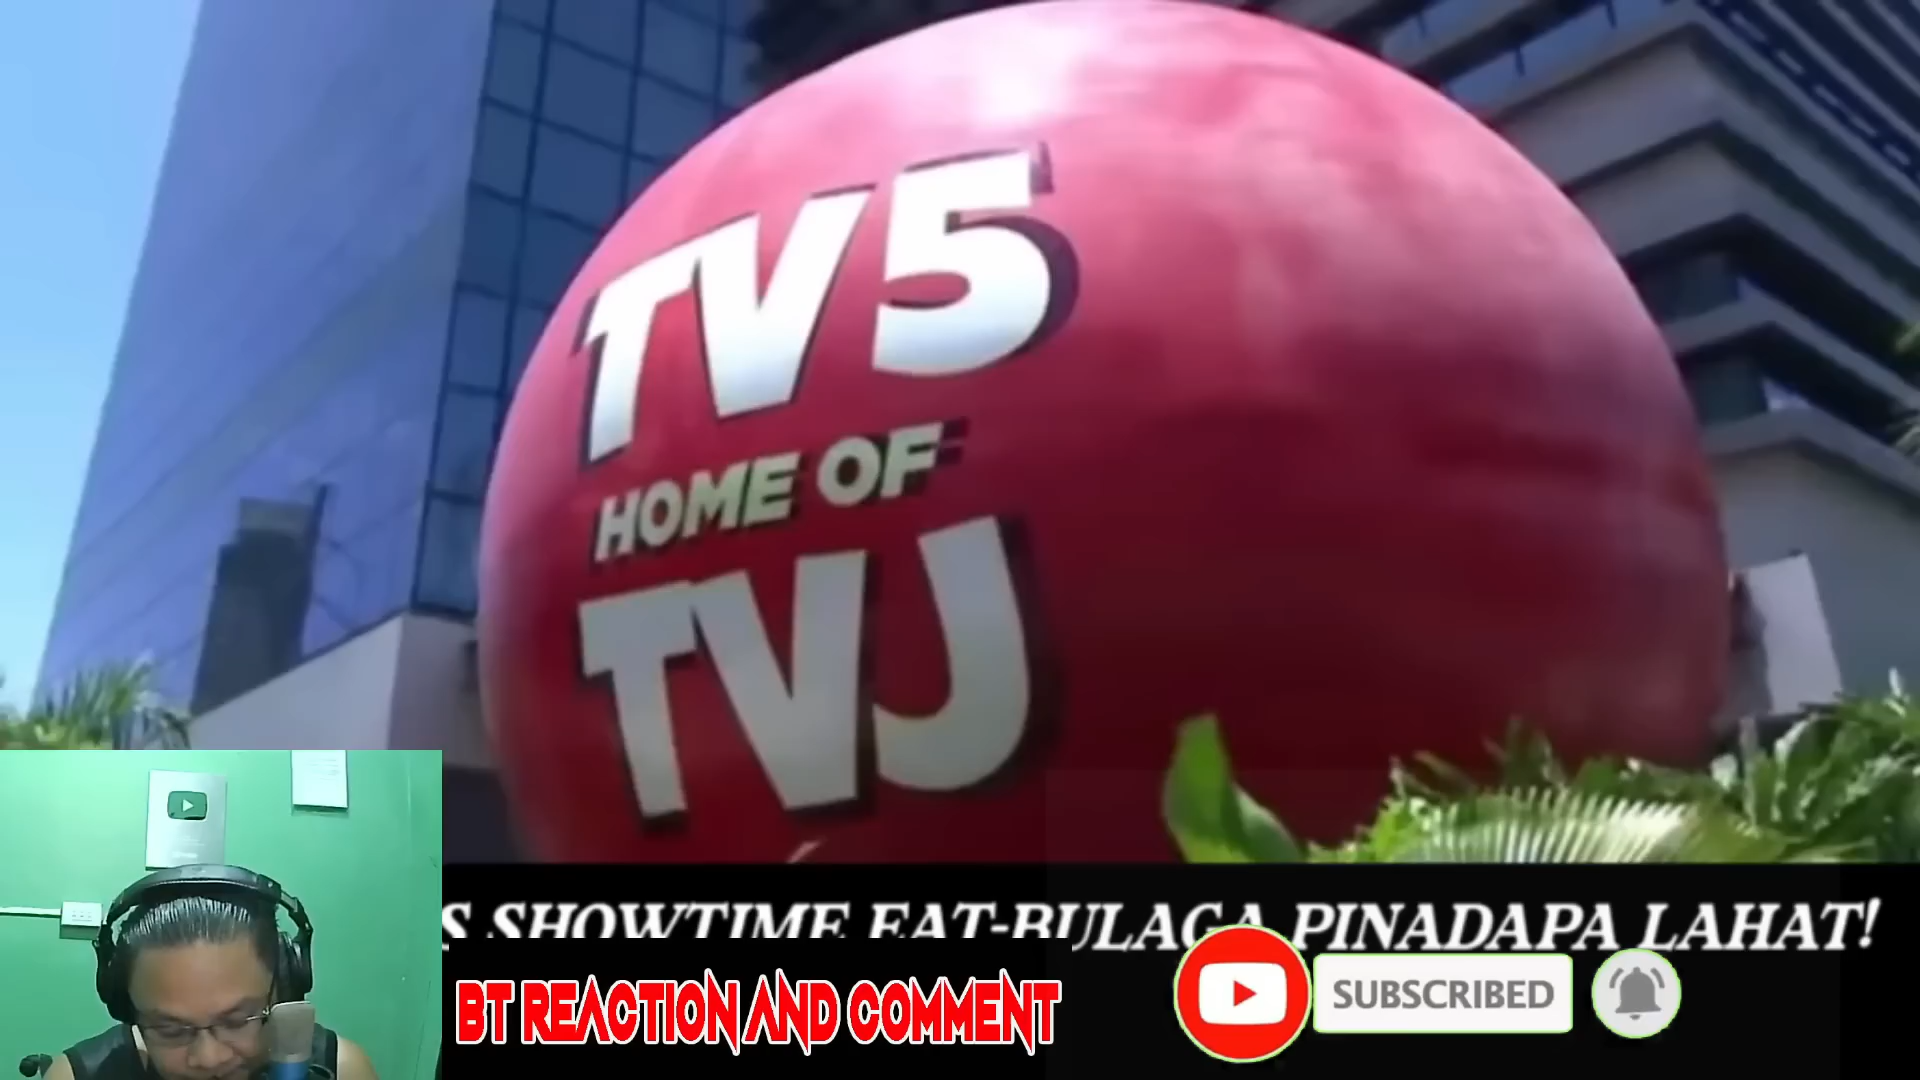 TV5
HOME OF
TVJ
S SHOWTIME EAT-BULAGA PINADAPA LAHAT!
BT REACTION AND COMMENT
SUBSCRIBED